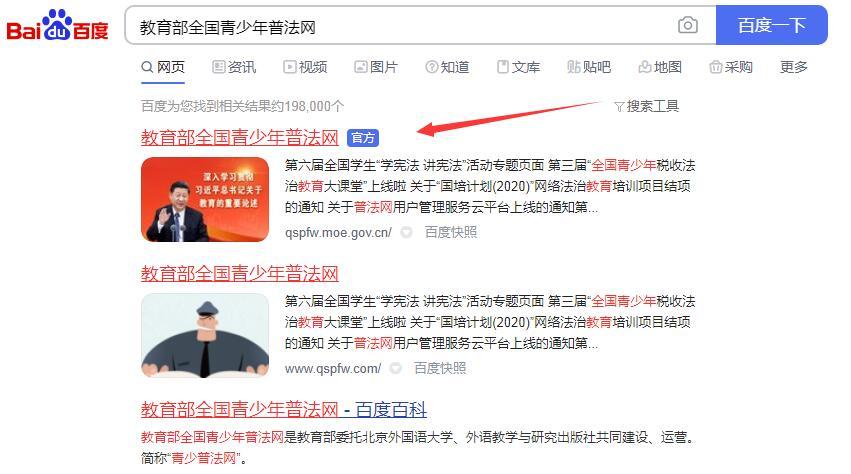 Bai du 百度
教育部全国青少年普法网
百度一下
网页 资讯 视频 图片 知道 文库 贴吧 地图 采购 更多
百度为您找到相关结果约198,000个
搜索工具
教育部全国青少年普法网 官方
深入学习贯彻
习近平总书记关于
教育的重要论述
第六届全国学生“学宪法 讲宪法”活动专题页面 第三届“全国青少年税收法
治教育大课堂”上线啦 关于“国培计划(2020)”网络法治教育培训项目结项
的通知 关于普法网用户管理服务云平台上线的通知第...
qspfw.moe.gov.cn/ 百度快照
教育部全国青少年普法网
第六届全国学生“学宪法 讲宪法”活动专题页面 第三届“全国青少年税收法
治教育大课堂”上线啦 关于“国培计划(2020)”网络法治教育培训项目结项
的通知 关于普法网用户管理服务云平台上线的通知第...
www.qspfw.com/ 百度快照
教育部全国青少年普法网 - 百度百科
教育部全国青少年普法网是教育部委托北京外国语大学、外语教学与研究出版社共同建设、运营。
简称“青少普法网”。